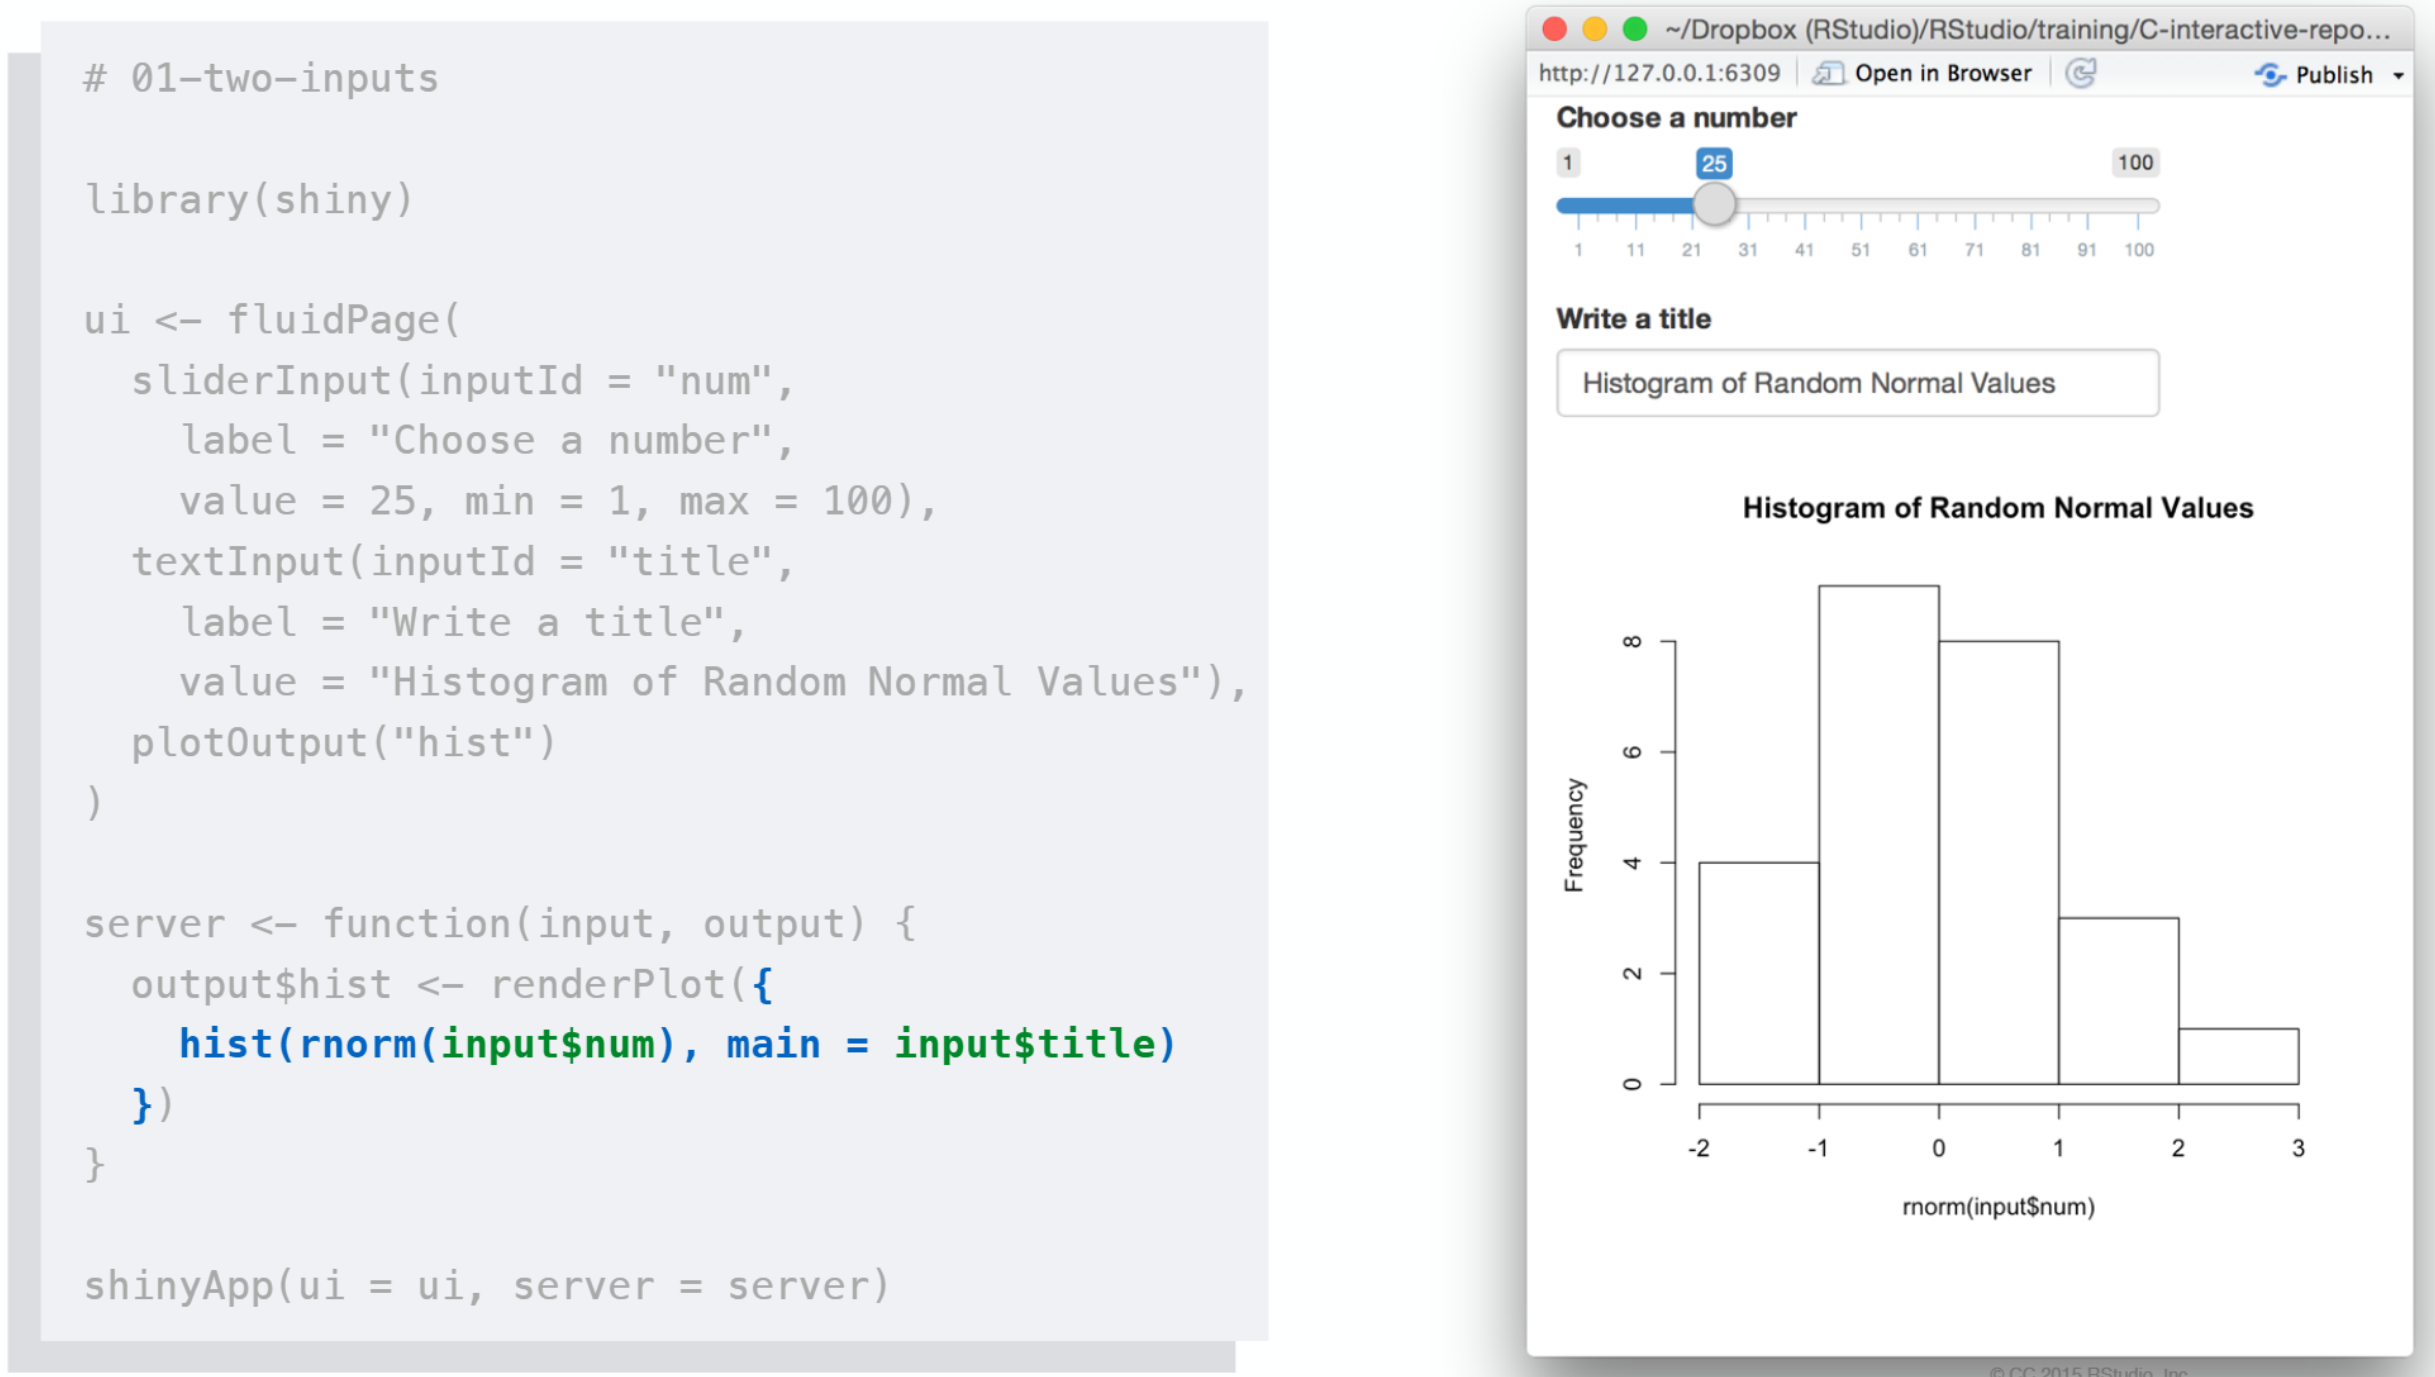 # 01-two-inputs
library(shiny)
ui <- fluidPage(
sliderInput(inputId = "num",
label = "Choose a number",
value = 25, min = 1, max = 100),
textInput(inputId = "title",
label = "Write a title",
value = "Histogram of Random Normal Values"),
plotOutput("hist")
)
server <- function(input, output) {
output$hist <- renderPlot({
hist(rnorm(input$num), main = input$title)
})
}
shinyApp(ui = ui, server = server)
~/Dropbox (RStudio)/RStudio/training/C-interactive-repo...
http://127.0.0.1:6309 Open in Browser Publish
Choose a number
1 25 100
1 11 21 31 41 51 61 71 81 91 100
Write a title
Histogram of Random Normal Values
Histogram of Random Normal Values
Frequency
8
6
4
2
0
-2 -1 0 1 2 3
rnorm(input$num)
© CC 2015 RStudio, Inc.